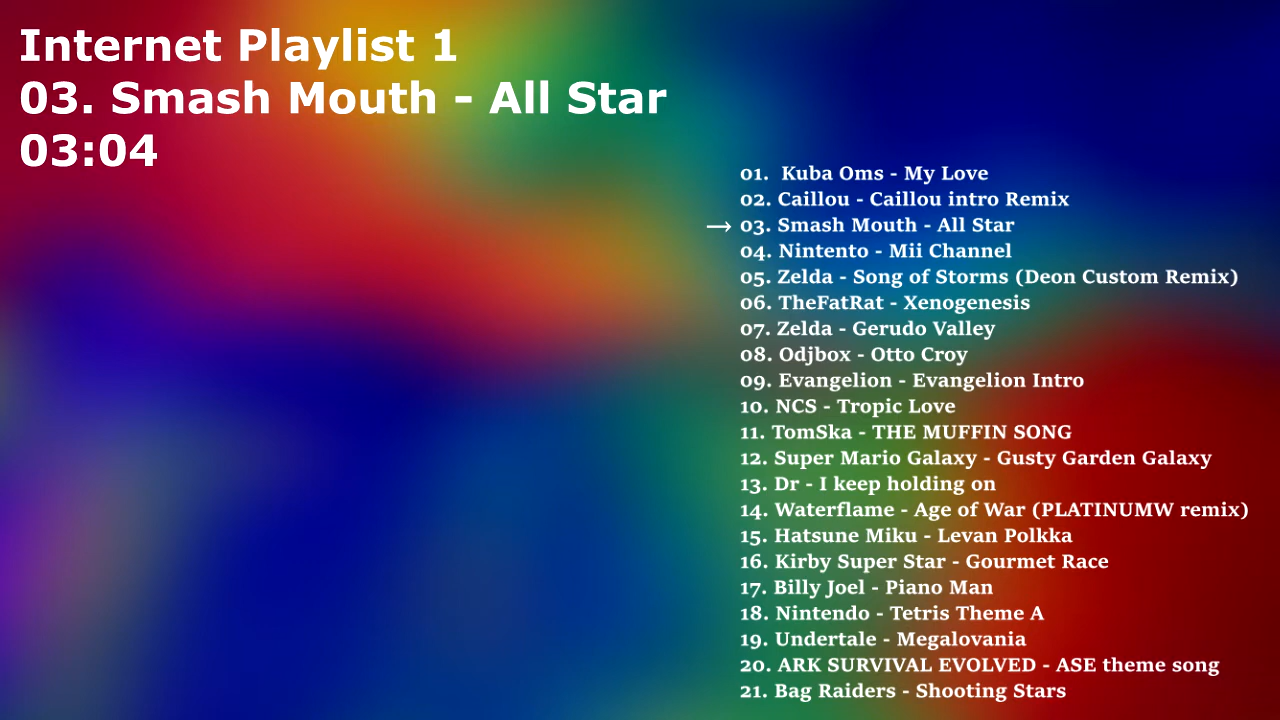 Internet Playlist 1
03. Smash Mouth - All Star
03:04
01. Kuba Oms - My Love
02. Caillou - Caillou intro Remix
→ 03. Smash Mouth - All Star
04. Nintento - Mii Channel
05. Zelda - Song of Storms (Deon Custom Remix)
06. TheFatRat - Xenogenesis
07. Zelda - Gerudo Valley
08. Odjbox - Otto Croy
09. Evangelion - Evangelion Intro
10. NCS - Tropic Love
11. TomSka - THE MUFFIN SONG
12. Super Mario Galaxy - Gusty Garden Galaxy
13. Dr - I keep holding on
14. Waterflame - Age of War (PLATINUMW remix)
15. Hatsune Miku - Levan Polkka
16. Kirby Super Star - Gourmet Race
17. Billy Joel - Piano Man
18. Nintendo - Tetris Theme A
19. Undertale - Megalovania
20. ARK SURVIVAL EVOLVED - ASE theme song
21. Bag Raiders - Shooting Stars